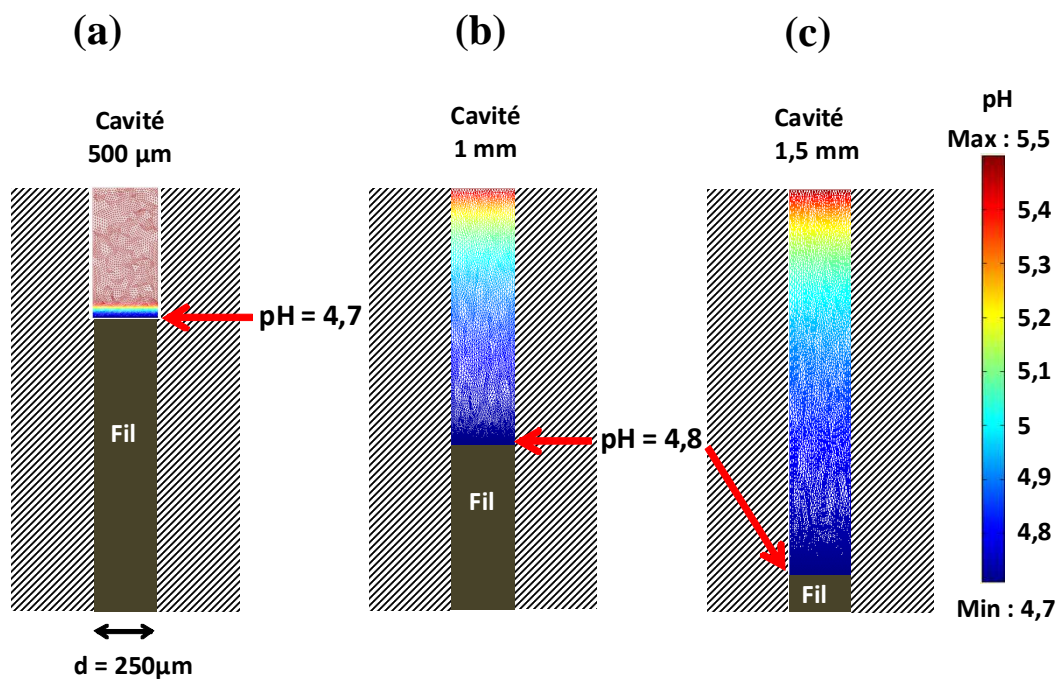 (a)
(b)
(c)
Cavité
500 µm
Cavité
1 mm
Cavité
1,5 mm
pH
Max : 5,5
5,4
5,3
5,2
5,1
5
4,9
4,8
Min : 4,7
pH = 4,7
pH = 4,8
Fil
Fil
Fil
d = 250µm